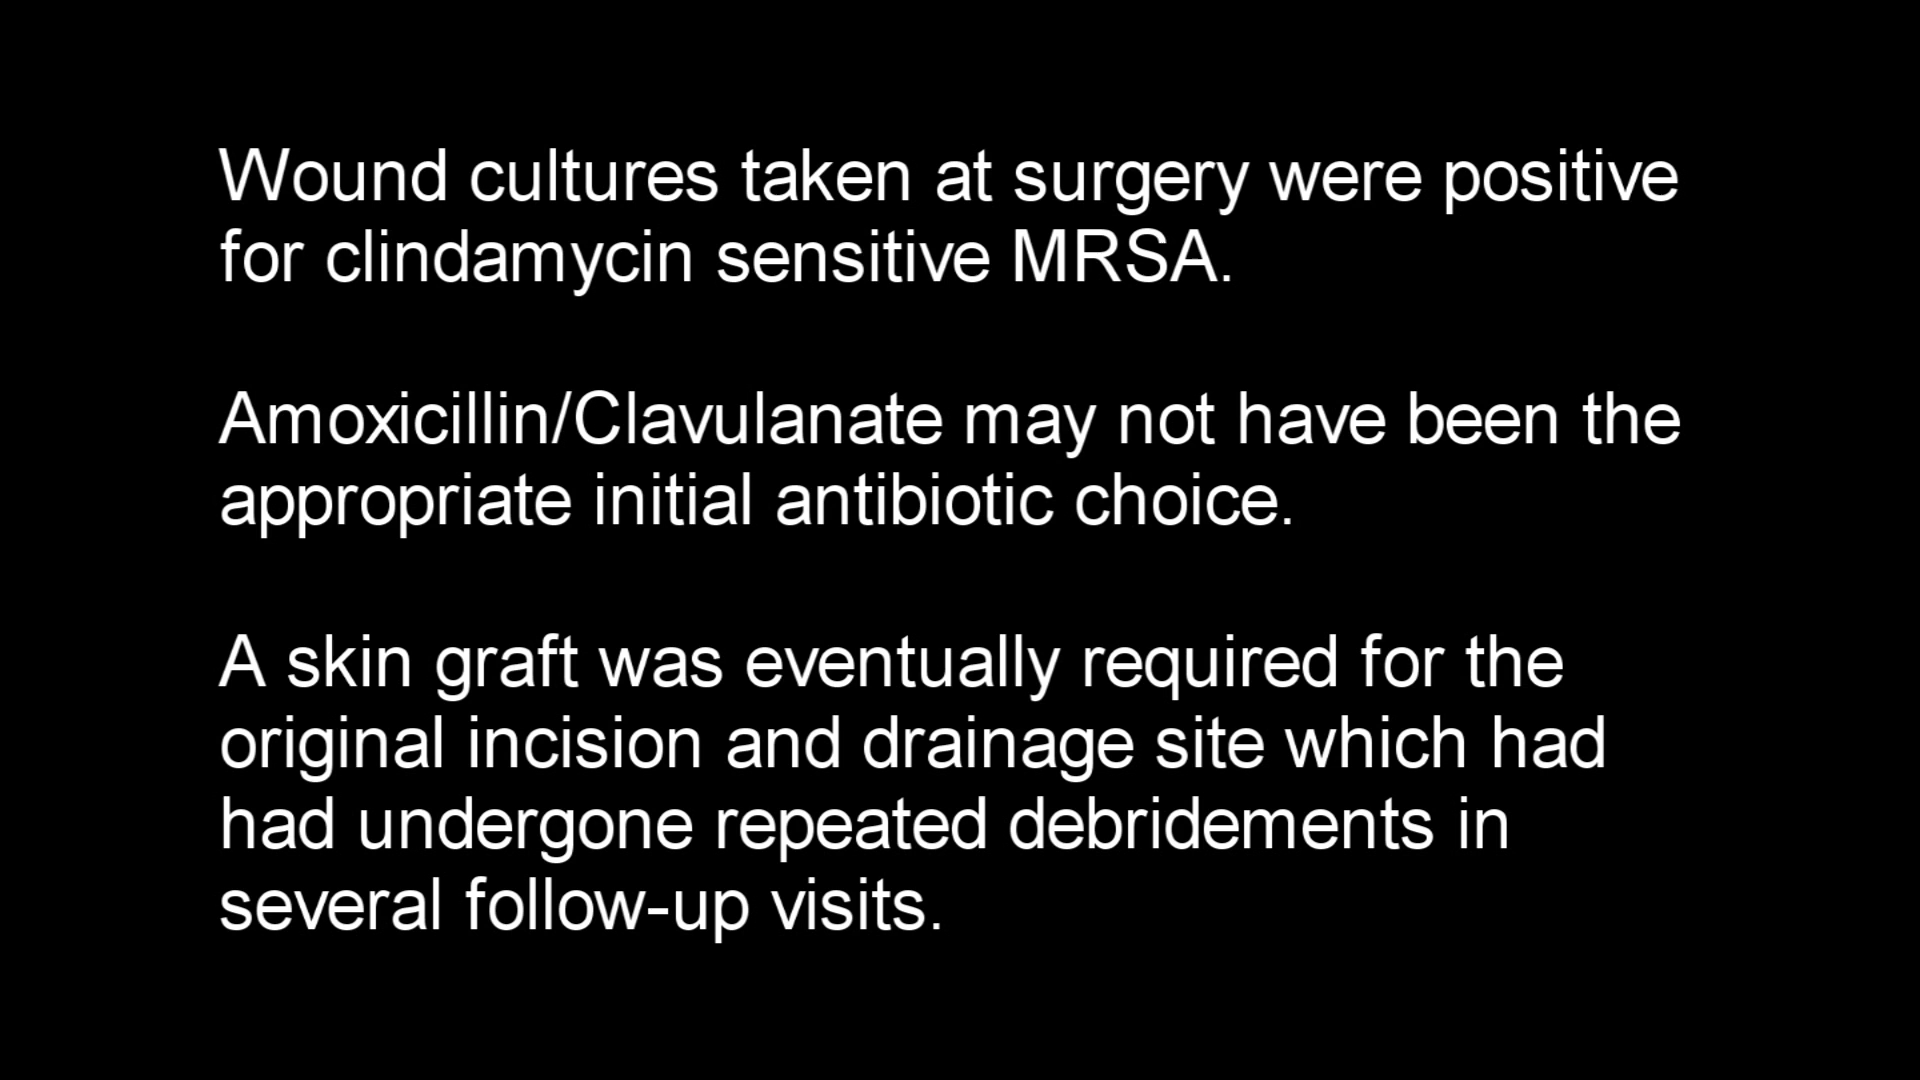 Wound cultures taken at surgery were positive
for clindamycin sensitive MRSA.
Amoxicillin/Clavulanate may not have been the
appropriate initial antibiotic choice.
A skin graft was eventually required for the
original incision and drainage site which had
had undergone repeated debridements in
several follow-up visits.